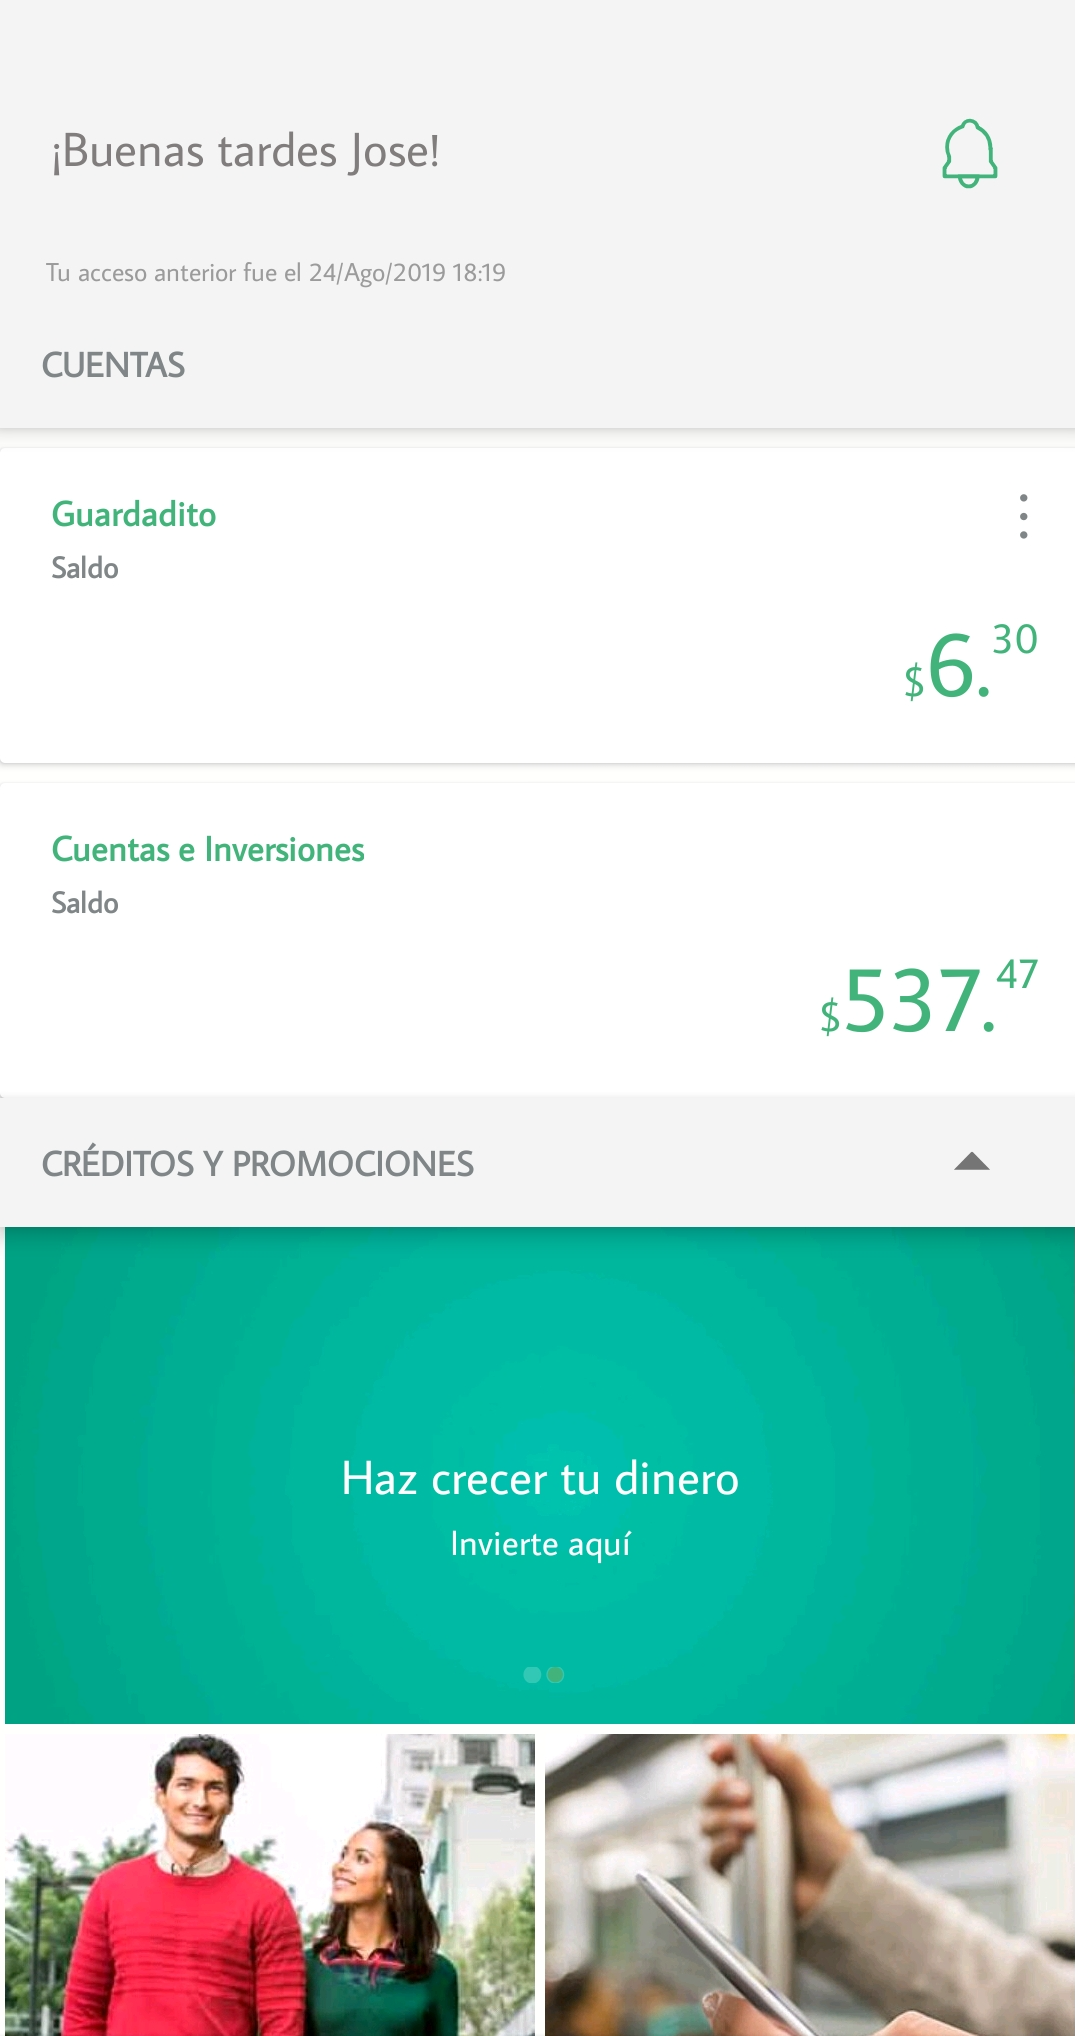 ¡Buenas tardes Jose!
Tu acceso anterior fue el 24/Ago/2019 18:19
CUENTAS
Guardadito
Saldo
$6.30
Cuentas e Inversiones
Saldo
$537.47
CRÉDITOS Y PROMOCIONES
Haz crecer tu dinero
Invierte aquí